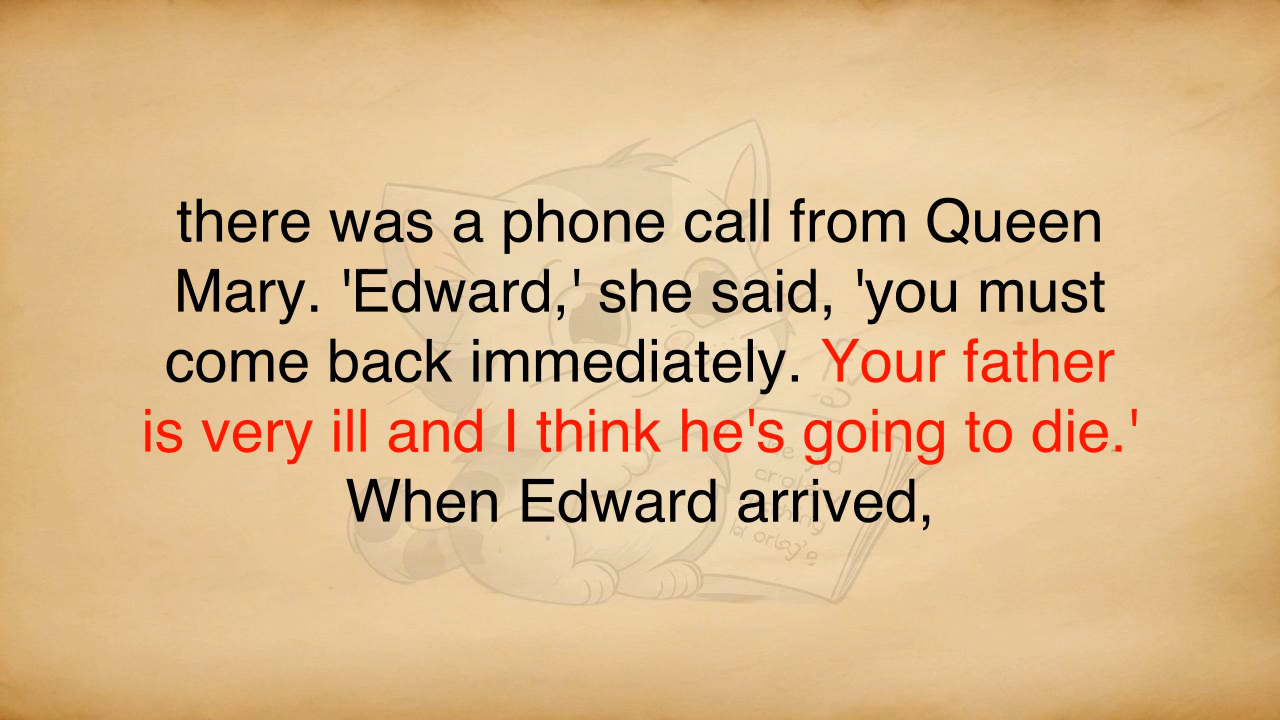 there was a phone call from Queen
Mary. 'Edward,' she said, 'you must
come back immediately. Your father
is very ill and I think he's going to die.'
When Edward arrived,